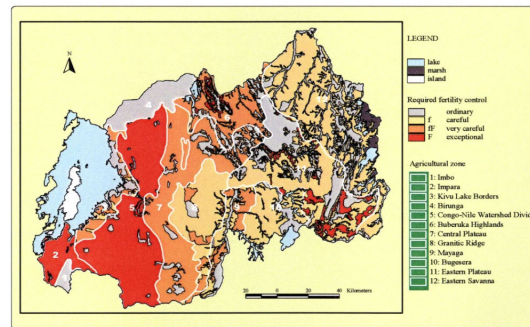 N
LEGEND
lake
marsh
island
Required fertility control
ordinary
f careful
fF very careful
F exceptional
Agricultural zone
1: Imbo
2: Impara
3: Kivu Lake Borders
4: Birunga
5: Congo-Nile Watershed Divid
6: Buberuka Highlands
7: Central Plateau
8: Granitic Ridge
9: Mayaga
10: Bugesera
11: Eastern Plateau
12: Eastern Savanna
4
5
7
2
20 0 20 40 Kilometers